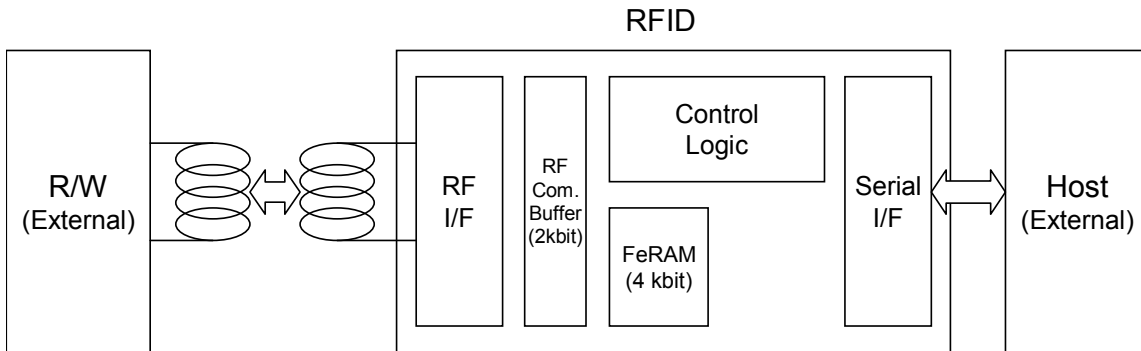 RFID
R/W
(External)
RF
I/F
RF
Com.
Buffer
(2kbit)
Control
Logic
FeRAM
(4 kbit)
Serial
I/F
Host
(External)